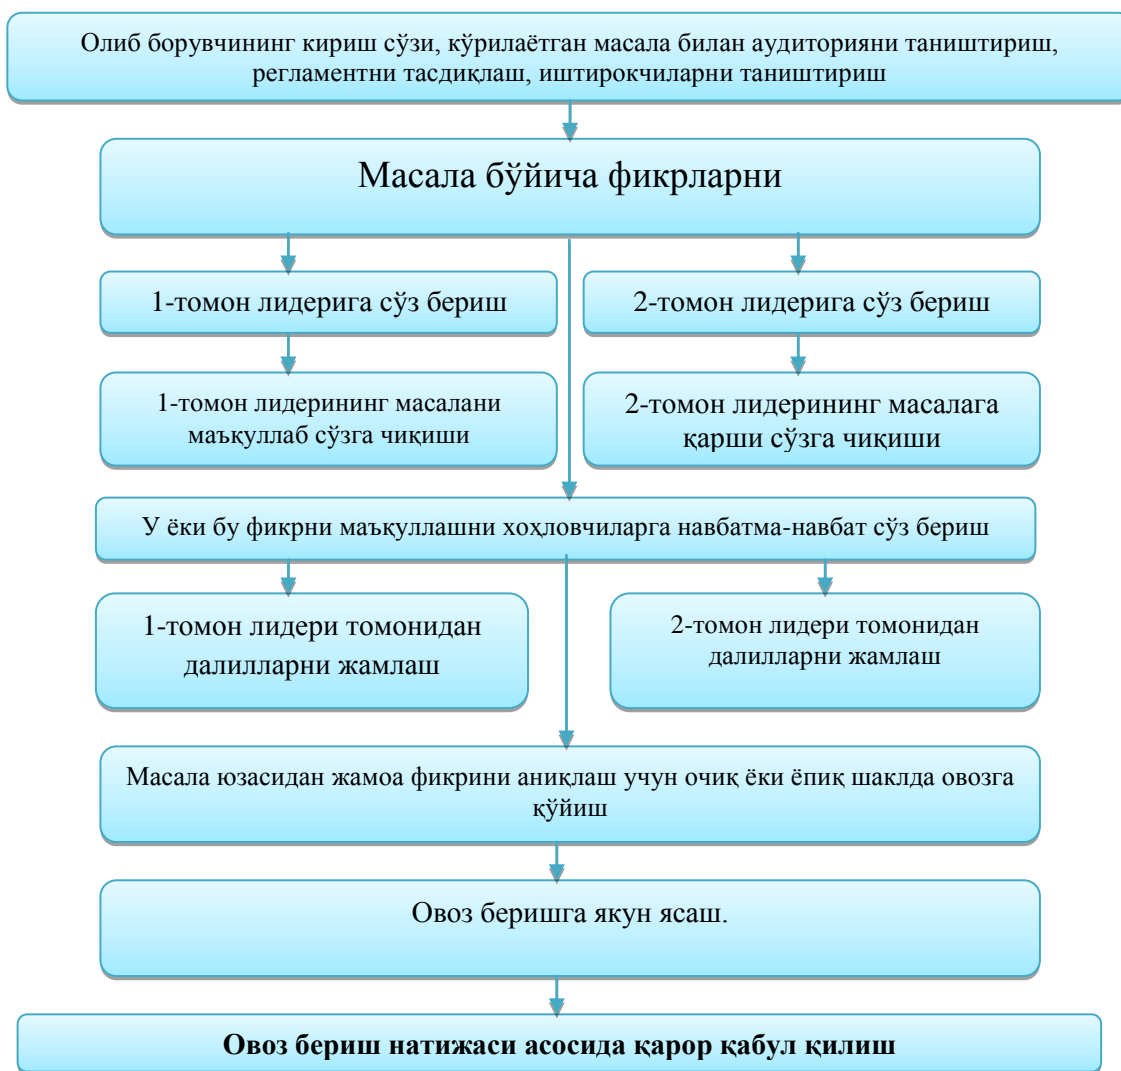 Олиб борувчининг кириш сўзи, кўрилаётган масала билан аудиторияни таништириш,
регламентни тасдиқлаш, иштирокчиларни таништириш
Масала бўйича фикрларни
1-томон лидерига сўз бериш
2-томон лидерига сўз бериш
1-томон лидерининг масалани
маъқуллаб сўзга чиқиши
2-томон лидерининг масалага
қарши сўзга чиқиши
У ёки бу фикрни маъқуллашни хоҳловчиларга навбатма-навбат сўз бериш
1-томон лидери томонидан
далилларни жамлаш
2-томон лидери томонидан
далилларни жамлаш
Масала юзасидан жамоа фикрини аниқлаш учун очиқ ёки ёпиқ шаклда овозга
қўйиш
Овоз беришга якун ясаш.
Овоз бериш натижаси асосида қарор қабул қилиш